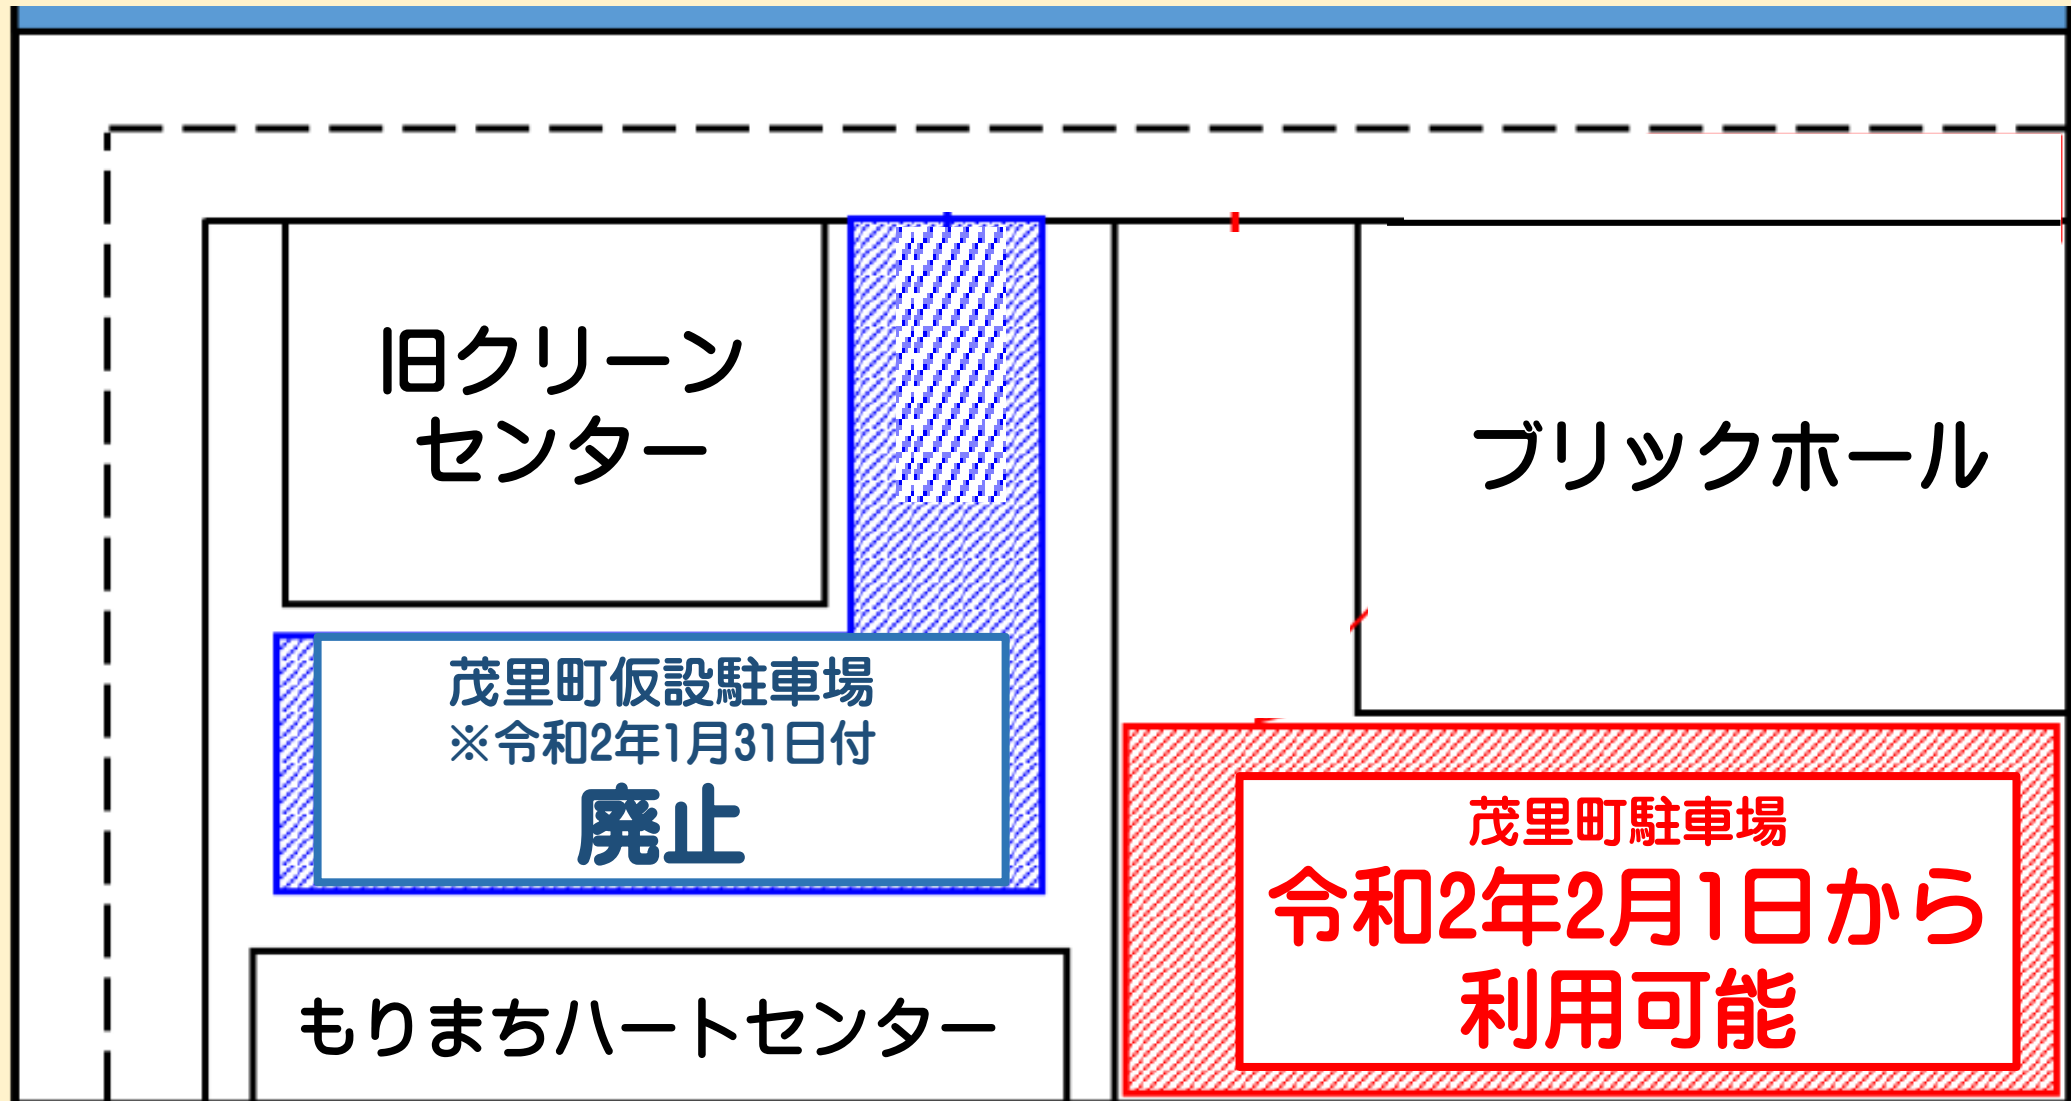 旧クリーン
センター
ブリックホール
茂里町仮設駐車場
※令和2年1月31日付
廃止
茂里町駐車場
令和2年2月1日から
利用可能
もりまちハートセンター